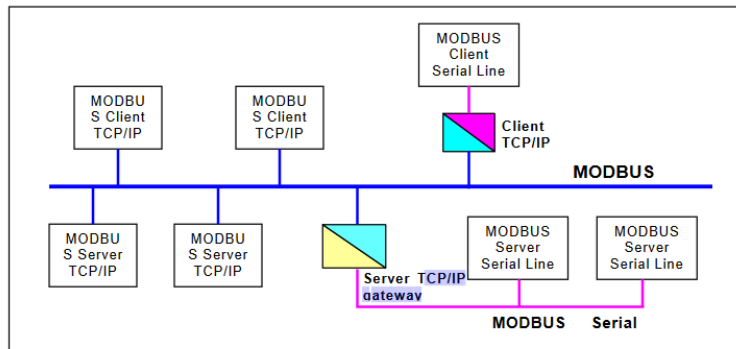 MODBUS
Client
Serial Line
MODBU
S Client
TCP/IP
MODBU
S Client
TCP/IP
Client
TCP/IP
MODBUS
MODBU
S Server
TCP/IP
MODBU
S Server
TCP/IP
Server TCP/IP
gateway
MODBUS
Server
Serial Line
MODBUS
Server
Serial Line
MODBUS Serial